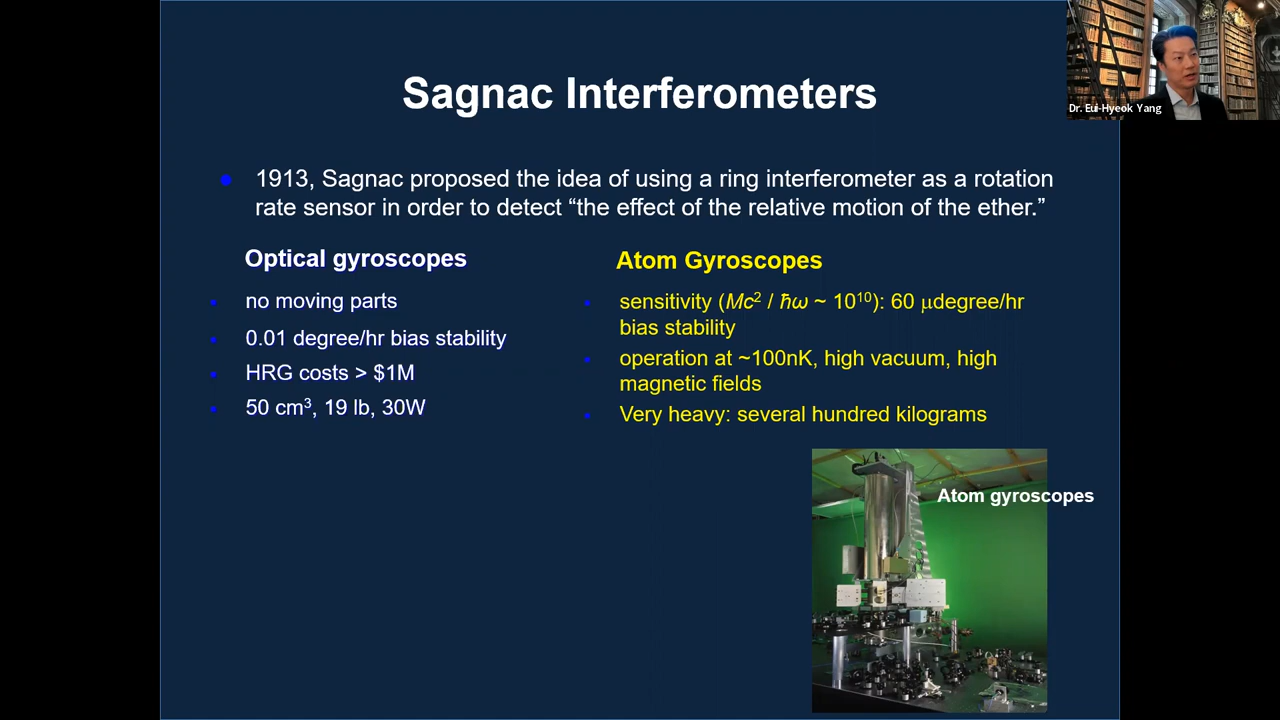 Sagnac Interferometers
Dr. Eui-Hyeok Yang
1913, Sagnac proposed the idea of using a ring interferometer as a rotation
rate sensor in order to detect “the effect of the relative motion of the ether.”
Optical gyroscopes
no moving parts
0.01 degree/hr bias stability
HRG costs > $1M
50 cm³, 19 lb, 30W
Atom Gyroscopes
sensitivity (Mc² / ħω ~ 10¹⁰): 60 μdegree/hr
bias stability
operation at ~100nK, high vacuum, high
magnetic fields
Very heavy: several hundred kilograms
Atom gyroscopes